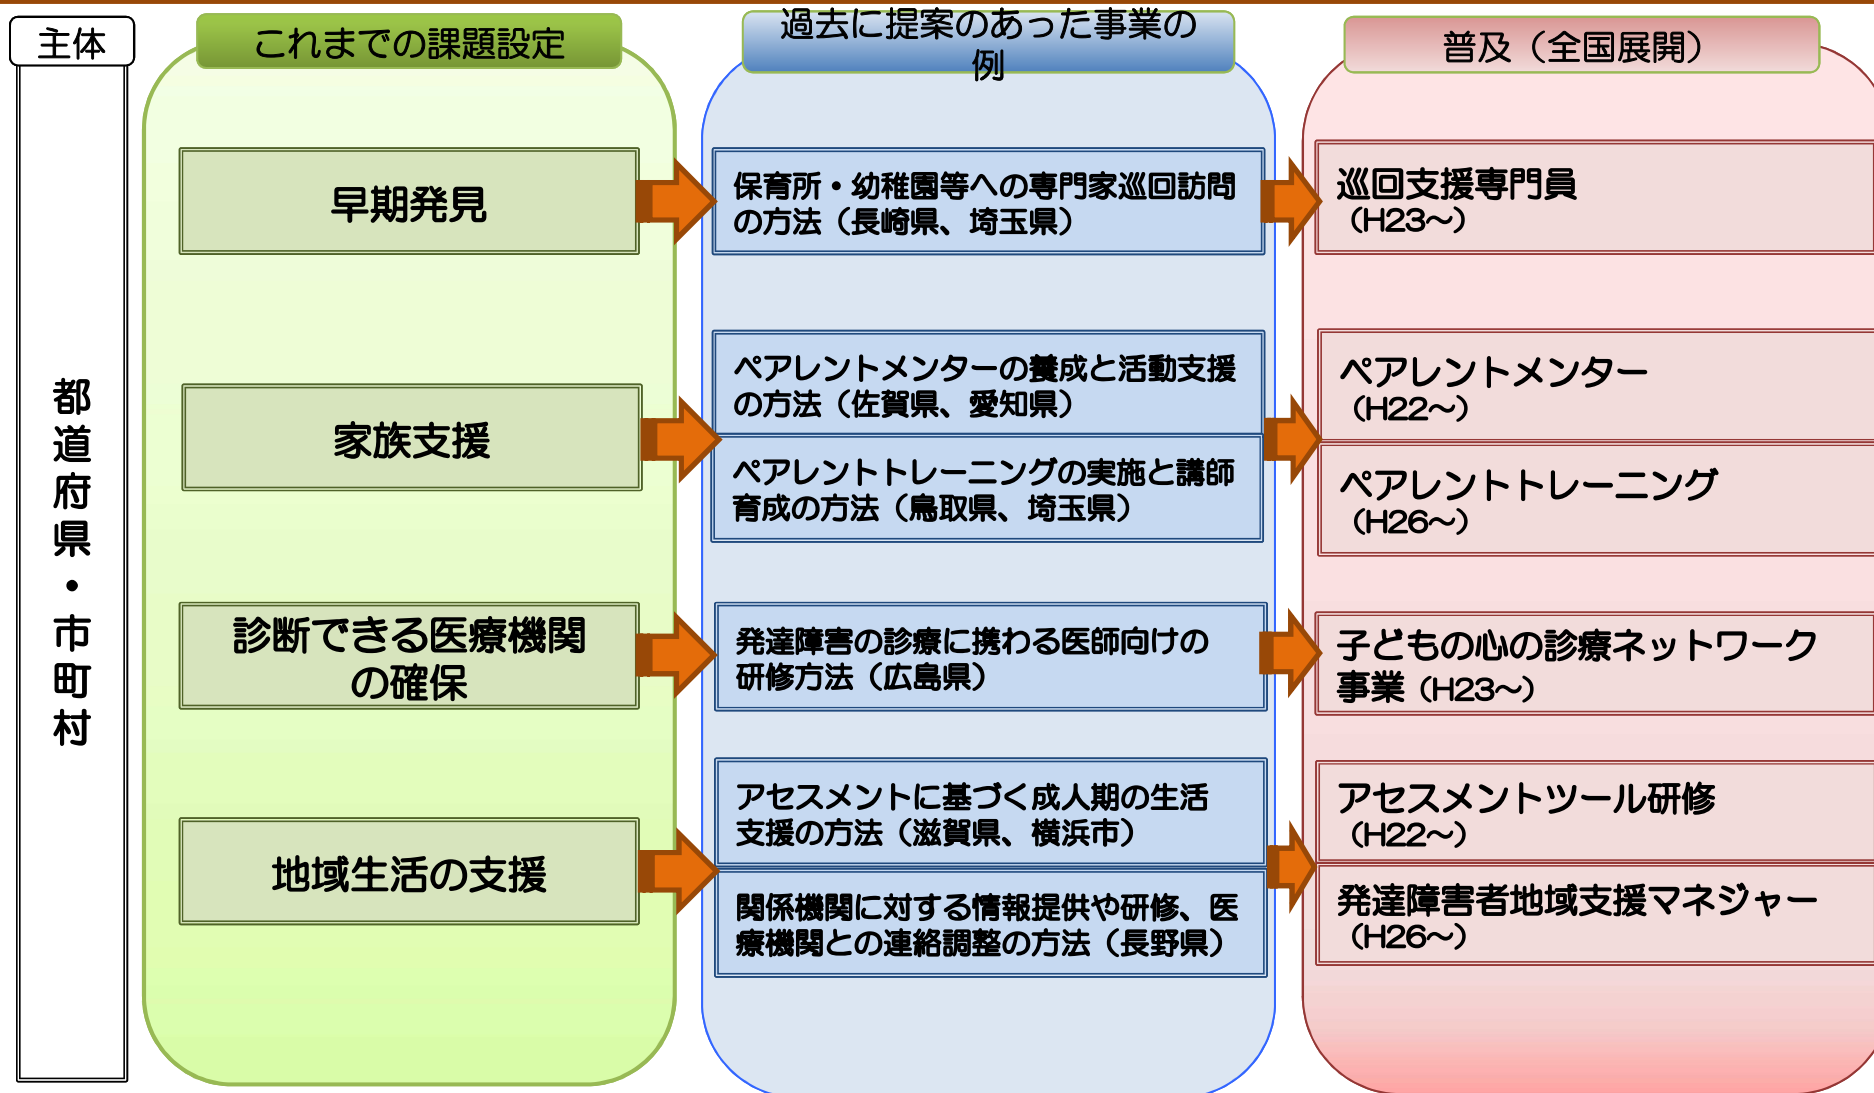 主体
都道府県・市町村
これまでの課題設定
早期発見
家族支援
診断できる医療機関
の確保
地域生活の支援
過去に提案のあった事業の
例
保育所・幼稚園等への専門家巡回訪問
の方法（長崎県、埼玉県）
ペアレントメンターの養成と活動支援
の方法（佐賀県、愛知県）
ペアレントトレーニングの実施と講師
育成の方法（鳥取県、埼玉県）
発達障害の診療に携わる医師向けの
研修方法（広島県）
アセスメントに基づく成人期の生活
支援の方法（滋賀県、横浜市）
関係機関に対する情報提供や研修、医
療機関との連絡調整の方法（長野県）
普及（全国展開）
巡回支援専門員
（H23～）
ペアレントメンター
（H22～）
ペアレントトレーニング
（H26～）
子どもの心の診療ネットワーク
事業（H23～）
アセスメントツール研修
（H22～）
発達障害者地域支援マネジャー
（H26～）